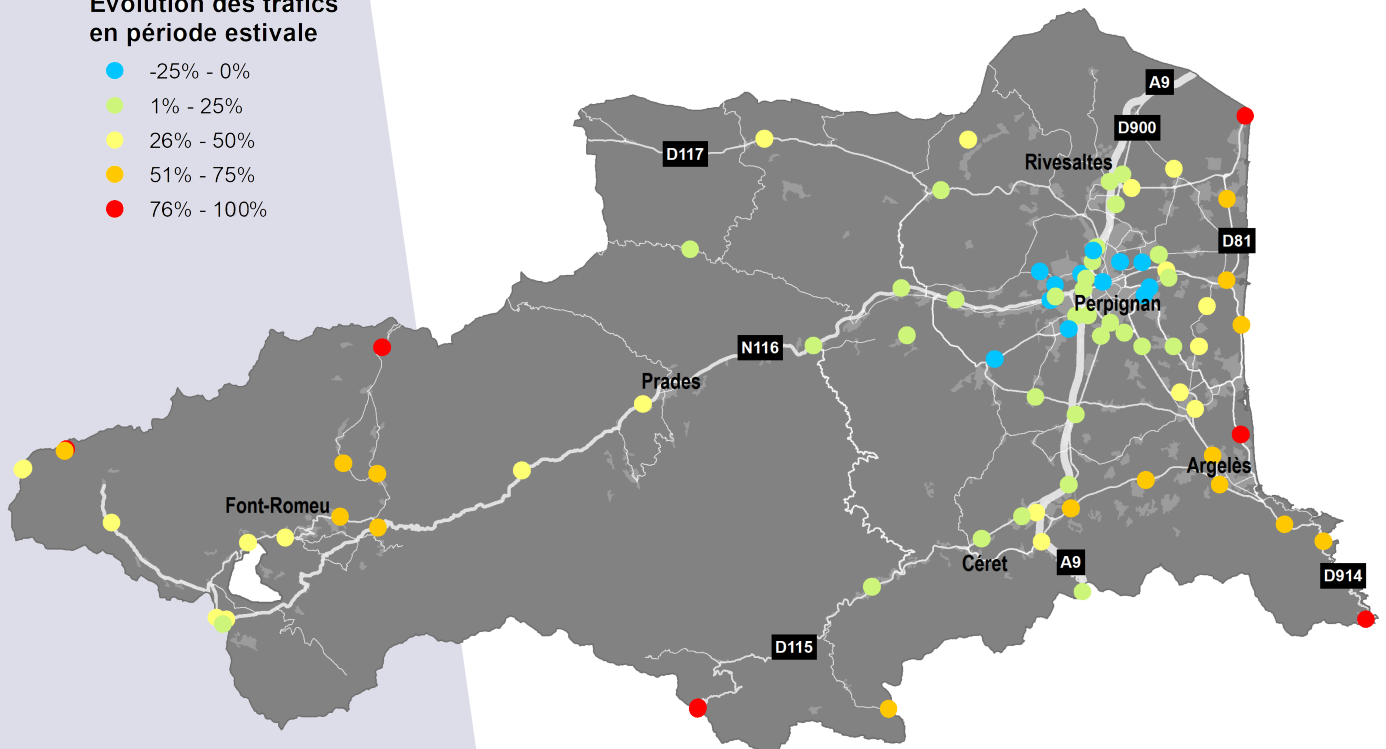 Evolution des trafics
en période estivale
-25% - 0%
1% - 25%
26% - 50%
51% - 75%
76% - 100%
A9
D900
D117
Rivesaltes
D81
Perpignan
N116
Prades
Argelès
Font-Romeu
Céret
A9
D914
D115